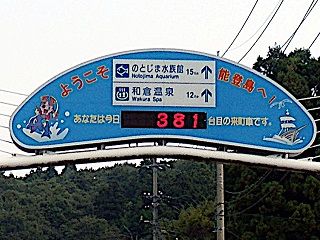 ようこそ
能登島へ!
のとじま水族館 15km ↑
Notojima Aquarium
和倉温泉 12km ↑
Wakura Spa
あなたは今日 381 台目の来町車です。